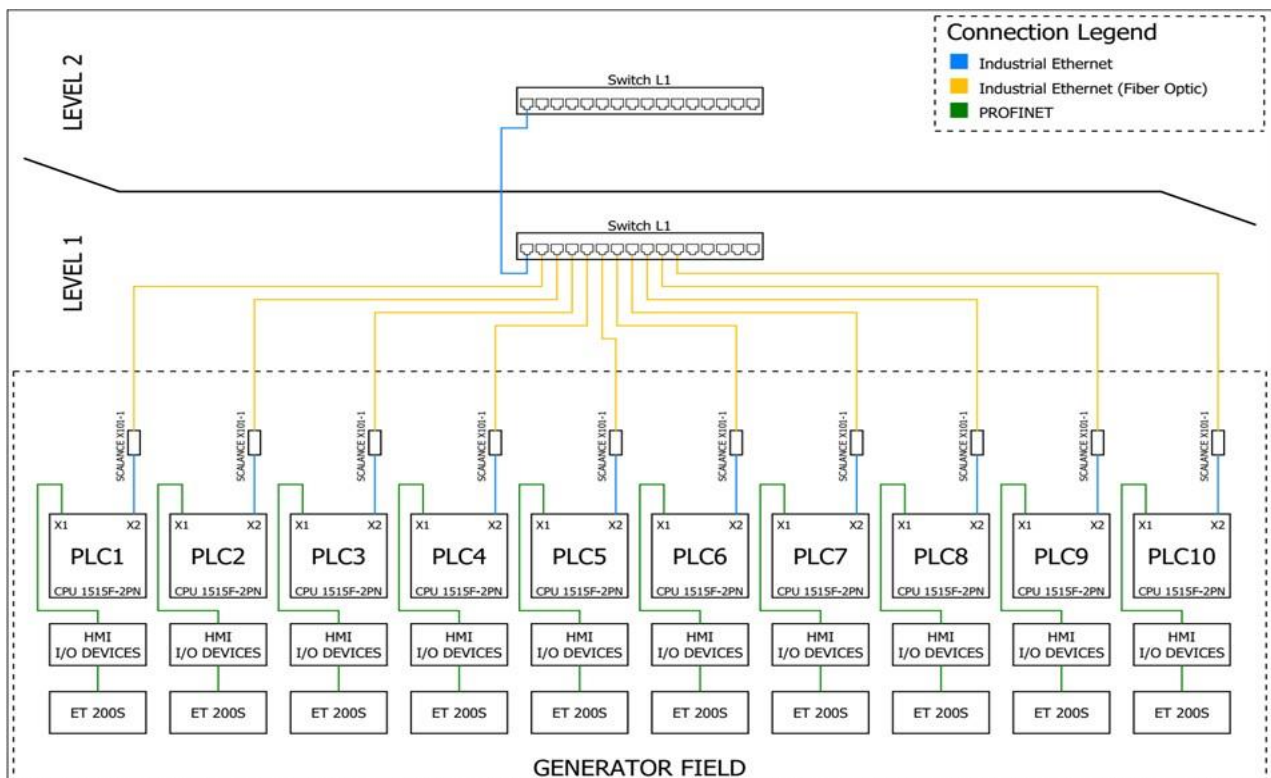 Connection Legend
Industrial Ethernet
Industrial Ethernet (Fiber Optic)
PROFINET
LEVEL 2
Switch L1
LEVEL 1
Switch L1
SCALANCE X101-1
SCALANCE X101-1
SCALANCE X101-1
SCALANCE X101-1
SCALANCE X101-1
SCALANCE X101-1
SCALANCE X101-1
SCALANCE X101-1
SCALANCE X101-1
SCALANCE X101-1
X1 X2
PLC1
CPU 1515F-2PN
HMI
I/O DEVICES
ET 200S
X1 X2
PLC2
CPU 1515F-2PN
HMI
I/O DEVICES
ET 200S
X1 X2
PLC3
CPU 1515F-2PN
HMI
I/O DEVICES
ET 200S
X1 X2
PLC4
CPU 1515F-2PN
HMI
I/O DEVICES
ET 200S
X1 X2
PLC5
CPU 1515F-2PN
HMI
I/O DEVICES
ET 200S
X1 X2
PLC6
CPU 1515F-2PN
HMI
I/O DEVICES
ET 200S
X1 X2
PLC7
CPU 1515F-2PN
HMI
I/O DEVICES
ET 200S
X1 X2
PLC8
CPU 1515F-2PN
HMI
I/O DEVICES
ET 200S
X1 X2
PLC9
CPU 1515F-2PN
HMI
I/O DEVICES
ET 200S
X1 X2
PLC10
CPU 1515F-2PN
HMI
I/O DEVICES
ET 200S
GENERATOR FIELD